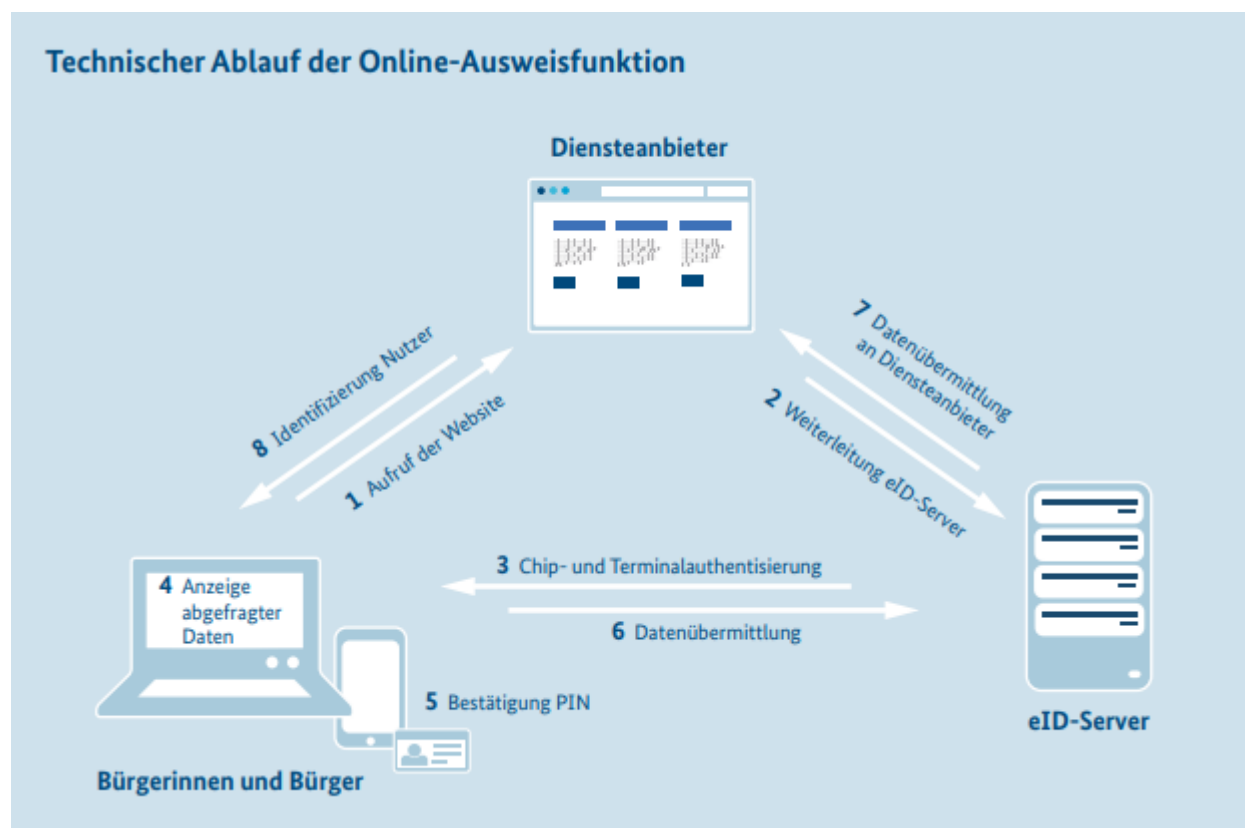 Technischer Ablauf der Online-Ausweisfunktion
Diensteanbieter
8 Identifizierung Nutzer
1 Aufruf der Website
7 Datenübermittlung
an Diensteanbieter
2 Weiterleitung eID-Server
3 Chip- und Terminalauthentisierung
6 Datenübermittlung
4 Anzeige
abgefragter
Daten
5 Bestätigung PIN
eID-Server
Bürgerinnen und Bürger